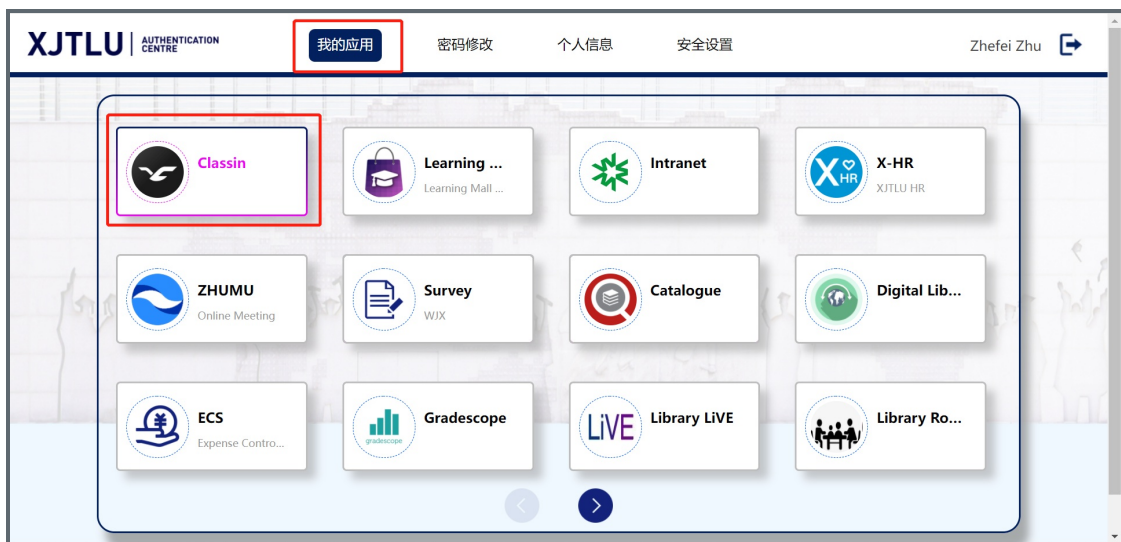 XJTLU AUTHENTICATION CENTRE
我的应用 密码修改 个人信息 安全设置
Zhefei Zhu
Classin
Learning ...
Learning Mall ...
Intranet
X-HR
XJTLU HR
X HR
ZHUMU
Online Meeting
Survey
WJX
Catalogue
Digital Lib...
ECS
Expense Contro...
Gradescope
gradescope
LiVE
Library LiVE
Library Ro...